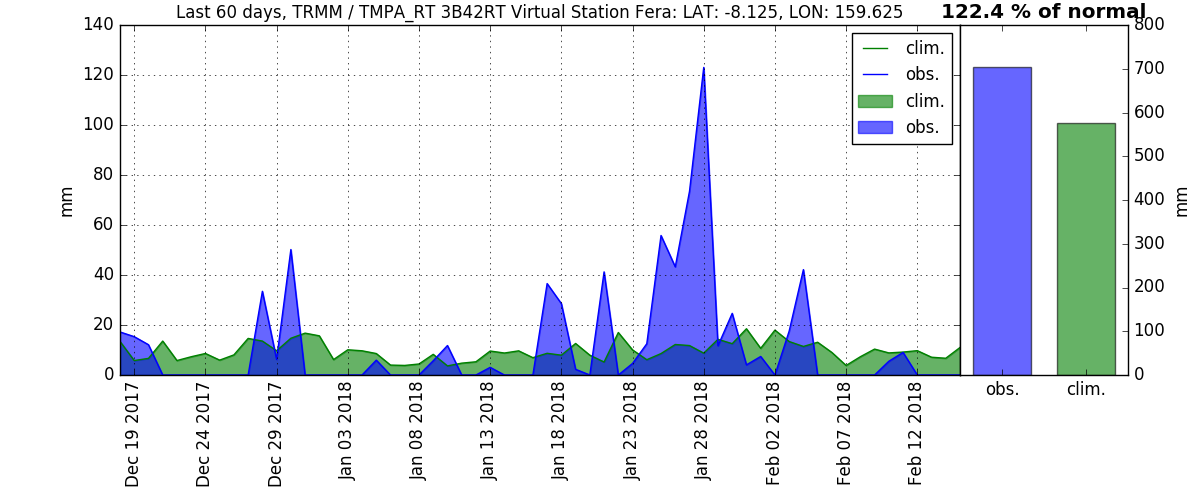 Last 60 days, TRMM / TMPA_RT 3B42RT Virtual Station Fera: LAT: -8.125, LON: 159.625
122.4 % of normal
mm
140
120
100
80
60
40
20
0
clim.
obs.
clim.
obs.
Dec 19 2017
Dec 24 2017
Dec 29 2017
Jan 03 2018
Jan 08 2018
Jan 13 2018
Jan 18 2018
Jan 23 2018
Jan 28 2018
Feb 02 2018
Feb 07 2018
Feb 12 2018
800
700
600
500
400
300
200
100
0
mm
obs.
clim.